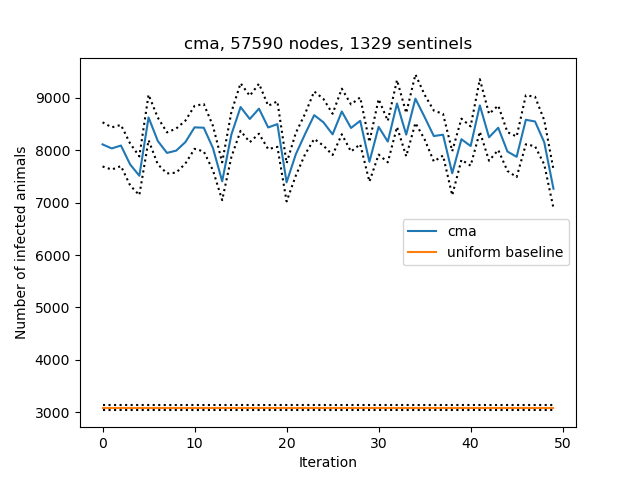 cma, 57590 nodes, 1329 sentinels
Number of infected animals
9000
8000
7000
6000
5000
4000
3000
cma
uniform baseline
0 10 20 30 40 50
Iteration